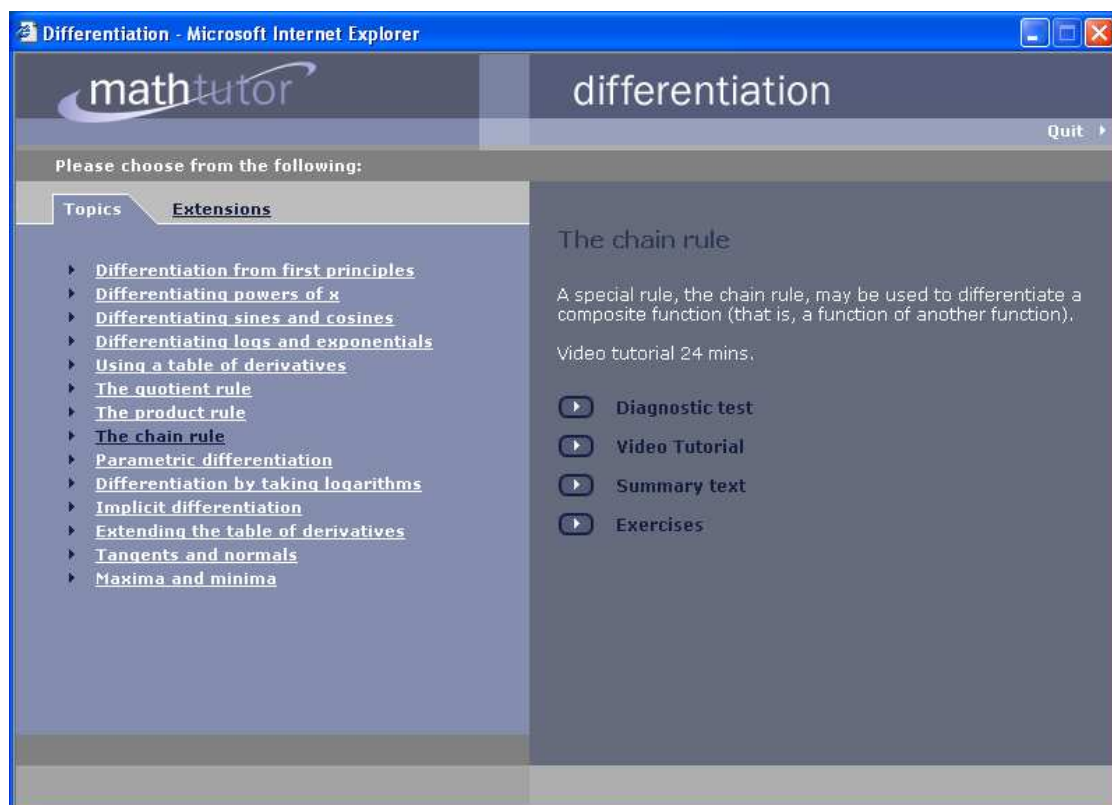 Differentiation - Microsoft Internet Explorer
mathtutor
differentiation
Quit
Please choose from the following:
Topics
Extensions
Differentiation from first principles
Differentiating powers of x
Differentiating sines and cosines
Differentiating logs and exponentials
Using a table of derivatives
The quotient rule
The product rule
The chain rule
Parametric differentiation
Differentiation by taking logarithms
Implicit differentiation
Extending the table of derivatives
Tangents and normals
Maxima and minima
The chain rule
A special rule, the chain rule, may be used to differentiate a
composite function (that is, a function of another function).
Video tutorial 24 mins.
Diagnostic test
Video Tutorial
Summary text
Exercises